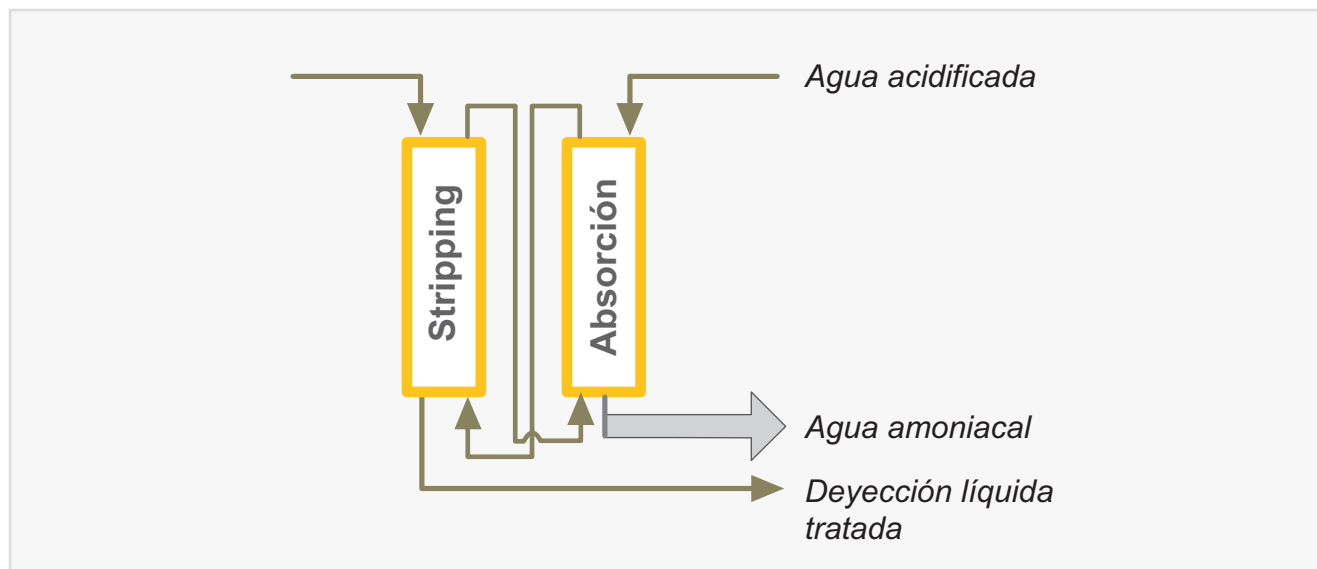 Agua acidificada
Stripping
Absorción
Agua amoniacal
Deyección líquida
tratada